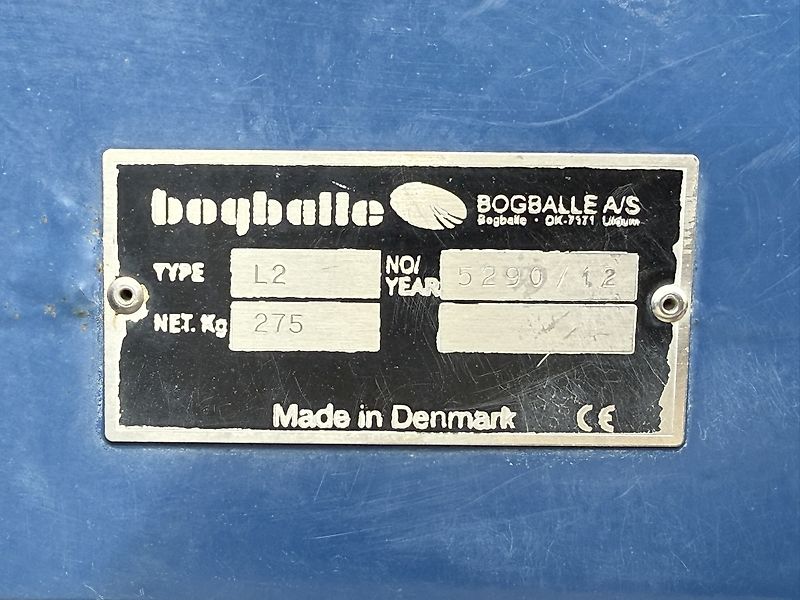 bogballe
BOGBALLE A/S
Bogballe · DK-7171 Uldum
TYPE L2 NO/YEAR 5290/12
NET. Kg 275
Made in Denmark CE